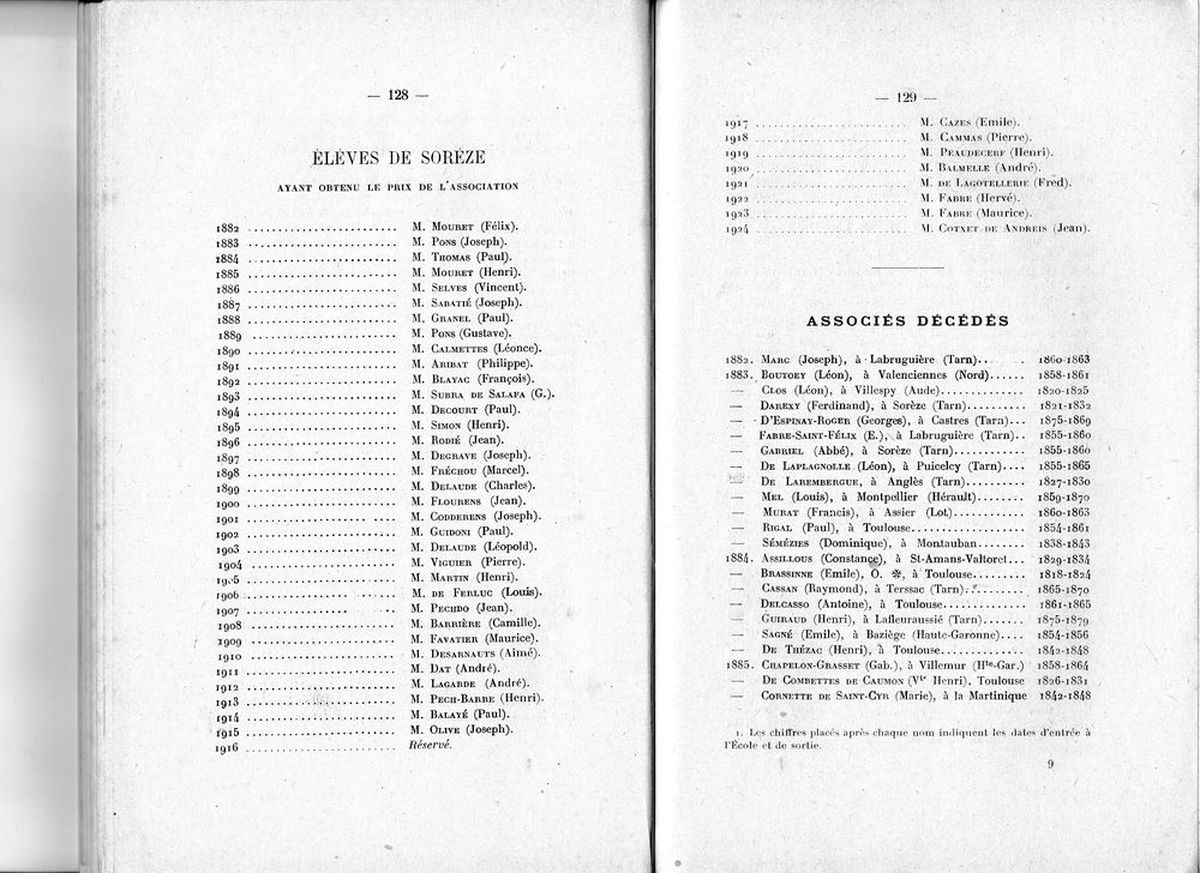 — 128 —
ÉLÈVES DE SORÈZE
AYANT OBTENU LE PRIX DE L'ASSOCIATION
1882 ........................ M. MOURET (Félix).
1883 ........................ M. PONS (Joseph).
1884 ........................ M. THOMAS (Paul).
1885 ........................ M. MOURET (Henri).
1886 ........................ M. SELVES (Vincent).
1887 ........................ M. SABATIÉ (Joseph).
1888 ........................ M. GRANEL (Paul).
1889 ........................ M. PONS (Gustave).
1890 ........................ M. CALMETTES (Léonce).
1891 ........................ M. ARIBAT (Philippe).
1892 ........................ M. BLAYAC (François).
1893 ........................ M. SUBRA DE SALAFA (G.).
1894 ........................ M. DECOURT (Paul).
1895 ........................ M. SIMON (Henri).
1896 ........................ M. RODIÉ (Jean).
1897 ........................ M. DEGRAVE (Joseph).
1898 ........................ M. FRÉCHOU (Marcel).
1899 ........................ M. DELAUDE (Charles).
1900 ........................ M. FLOURENS (Jean).
1901 ........................ M. CODDERENS (Joseph).
1902 ........................ M. GUIDONI (Paul).
1903 ........................ M. DELAUDE (Léopold).
1904 ........................ M. VIGUIER (Pierre).
1905 ........................ M. MARTIN (Henri).
1906 ........................ M. DE FERLUC (Louis).
1907 ........................ M. PECHDO (Jean).
1908 ........................ M. BARRIÈRE (Camille).
1909 ........................ M. FAVATIER (Maurice).
1910 ........................ M. DESARNAUTS (Aimé).
1911 ........................ M. DAT (André).
1912 ........................ M. LAGARDE (André).
1913 ........................ M. PECH-BARRE (Henri).
1914 ........................ M. BALAYÉ (Paul).
1915 ........................ M. OLIVE (Joseph).
1916 ........................ Réservé.
— 129 —
1917 ........................ M. CAZES (Emile).
1918 ........................ M. CAMMAS (Pierre).
1919 ........................ M. PEAUDECERF (Henri).
1920 ........................ M. BALMELLE (André).
1921 ........................ M. DE LAGOTELLERIE (Fred).
1922 ........................ M. FABRE (Hervé).
1923 ........................ M. FABRE (Maurice).
1924 ........................ M. COTXET DE ANDREIS (Jean).
ASSOCIÉS DÉCÉDÉS
1882. MARC (Joseph), à Labruguière (Tarn).. . 1860-1863
1883. BOUTOEY (Léon), à Valenciennes (Nord)...... 1858-1861
— CLOS (Léon), à Villespy (Aude).............. 1820-1825
— DAREXY (Ferdinand), à Sorèze (Tarn).......... 1821-1832
— D'ESPINAY-ROGER (Georges), à Castres (Tarn)... 1875-1869
— FABRE-SAINT-FÉLIX (E.), à Labruguière (Tarn).. 1855-1860
— GABRIEL (Abbé), à Sorèze (Tarn)............ 1855-1860
— DE LAPLAGNOLLE (Léon), à Puicelcy (Tarn).... 1855-1865
— DE LAREMBERGUE, à Anglès (Tarn).......... 1827-1830
— MEL (Louis), à Montpellier (Hérault)........ 1859-1870
— MURAT (Francis), à Assier (Lot)............ 1860-1863
— RIGAL (Paul), à Toulouse.................. 1854-1861
— SÉMÉZIES (Dominique), à Montauban........ 1838-1843
1884. ASSILLOUS (Constance), à St-Amans-Valtoret... 1829-1834
— BRASSINNE (Emile), O. ✻, à Toulouse......... 1818-1824
— CASSAN (Raymond), à Terssac (Tarn).......... 1865-1870
— DELCASSO (Antoine), à Toulouse............. 1861-1865
— GUIRAUD (Henri), à Lafleuraussié (Tarn)...... 1875-1879
— SAGNÉ (Emile), à Baziège (Haute-Garonne).... 1854-1856
— DE THÉZAC (Henri), à Toulouse............. 1842-1848
1885. CHAPELON-GRASSET (Gab.), à Villemur (Hte-Gar.) 1858-1864
— DE COMBETTES DE CAUMON (Vte Henri), Toulouse 1826-1831
— CORNETTE DE SAINT-CYR (Marie), à la Martinique 1842-1848
1. Les chiffres placés après chaque nom indiquent les dates d'entrée à
l'École et de sortie.
9